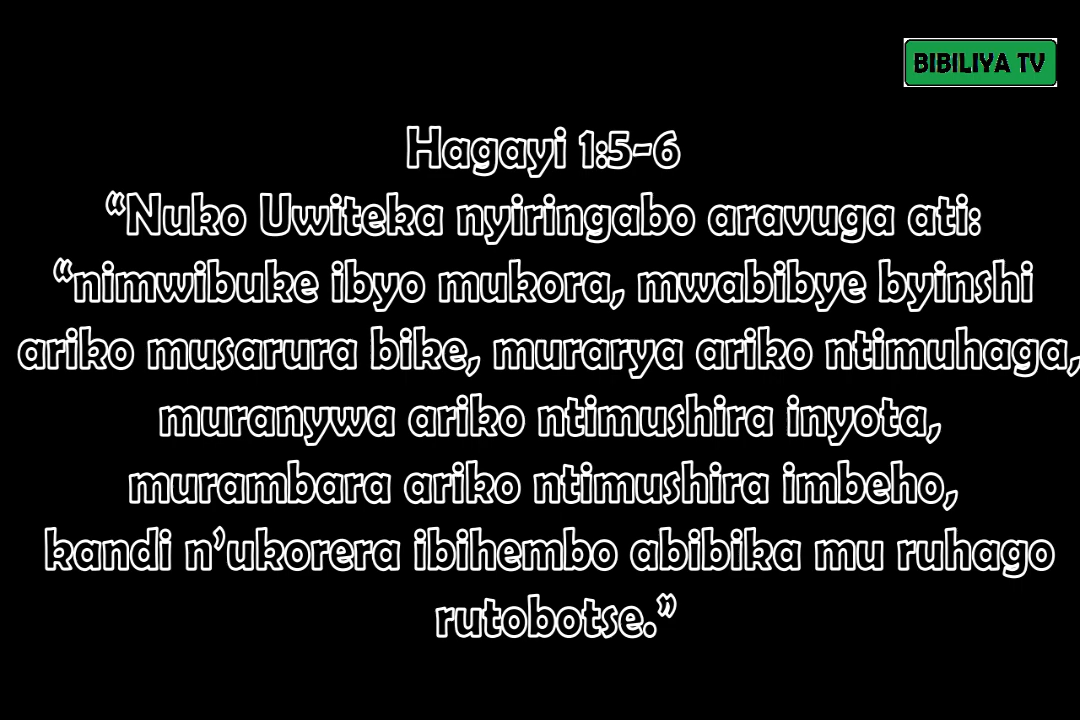 BIBILIYA TV
Hagayi 1:5-6
“Nuko Uwiteka nyiringabo aravuga ati:
“nimwibuke ibyo mukora, mwabibye byinshi
ariko musarura bike, murarya ariko ntimuhaga,
muranywa ariko ntimushira inyota,
murambara ariko ntimushira imbeho,
kandi n’ukorera ibihembo abibika mu ruhago
rutobotse.”